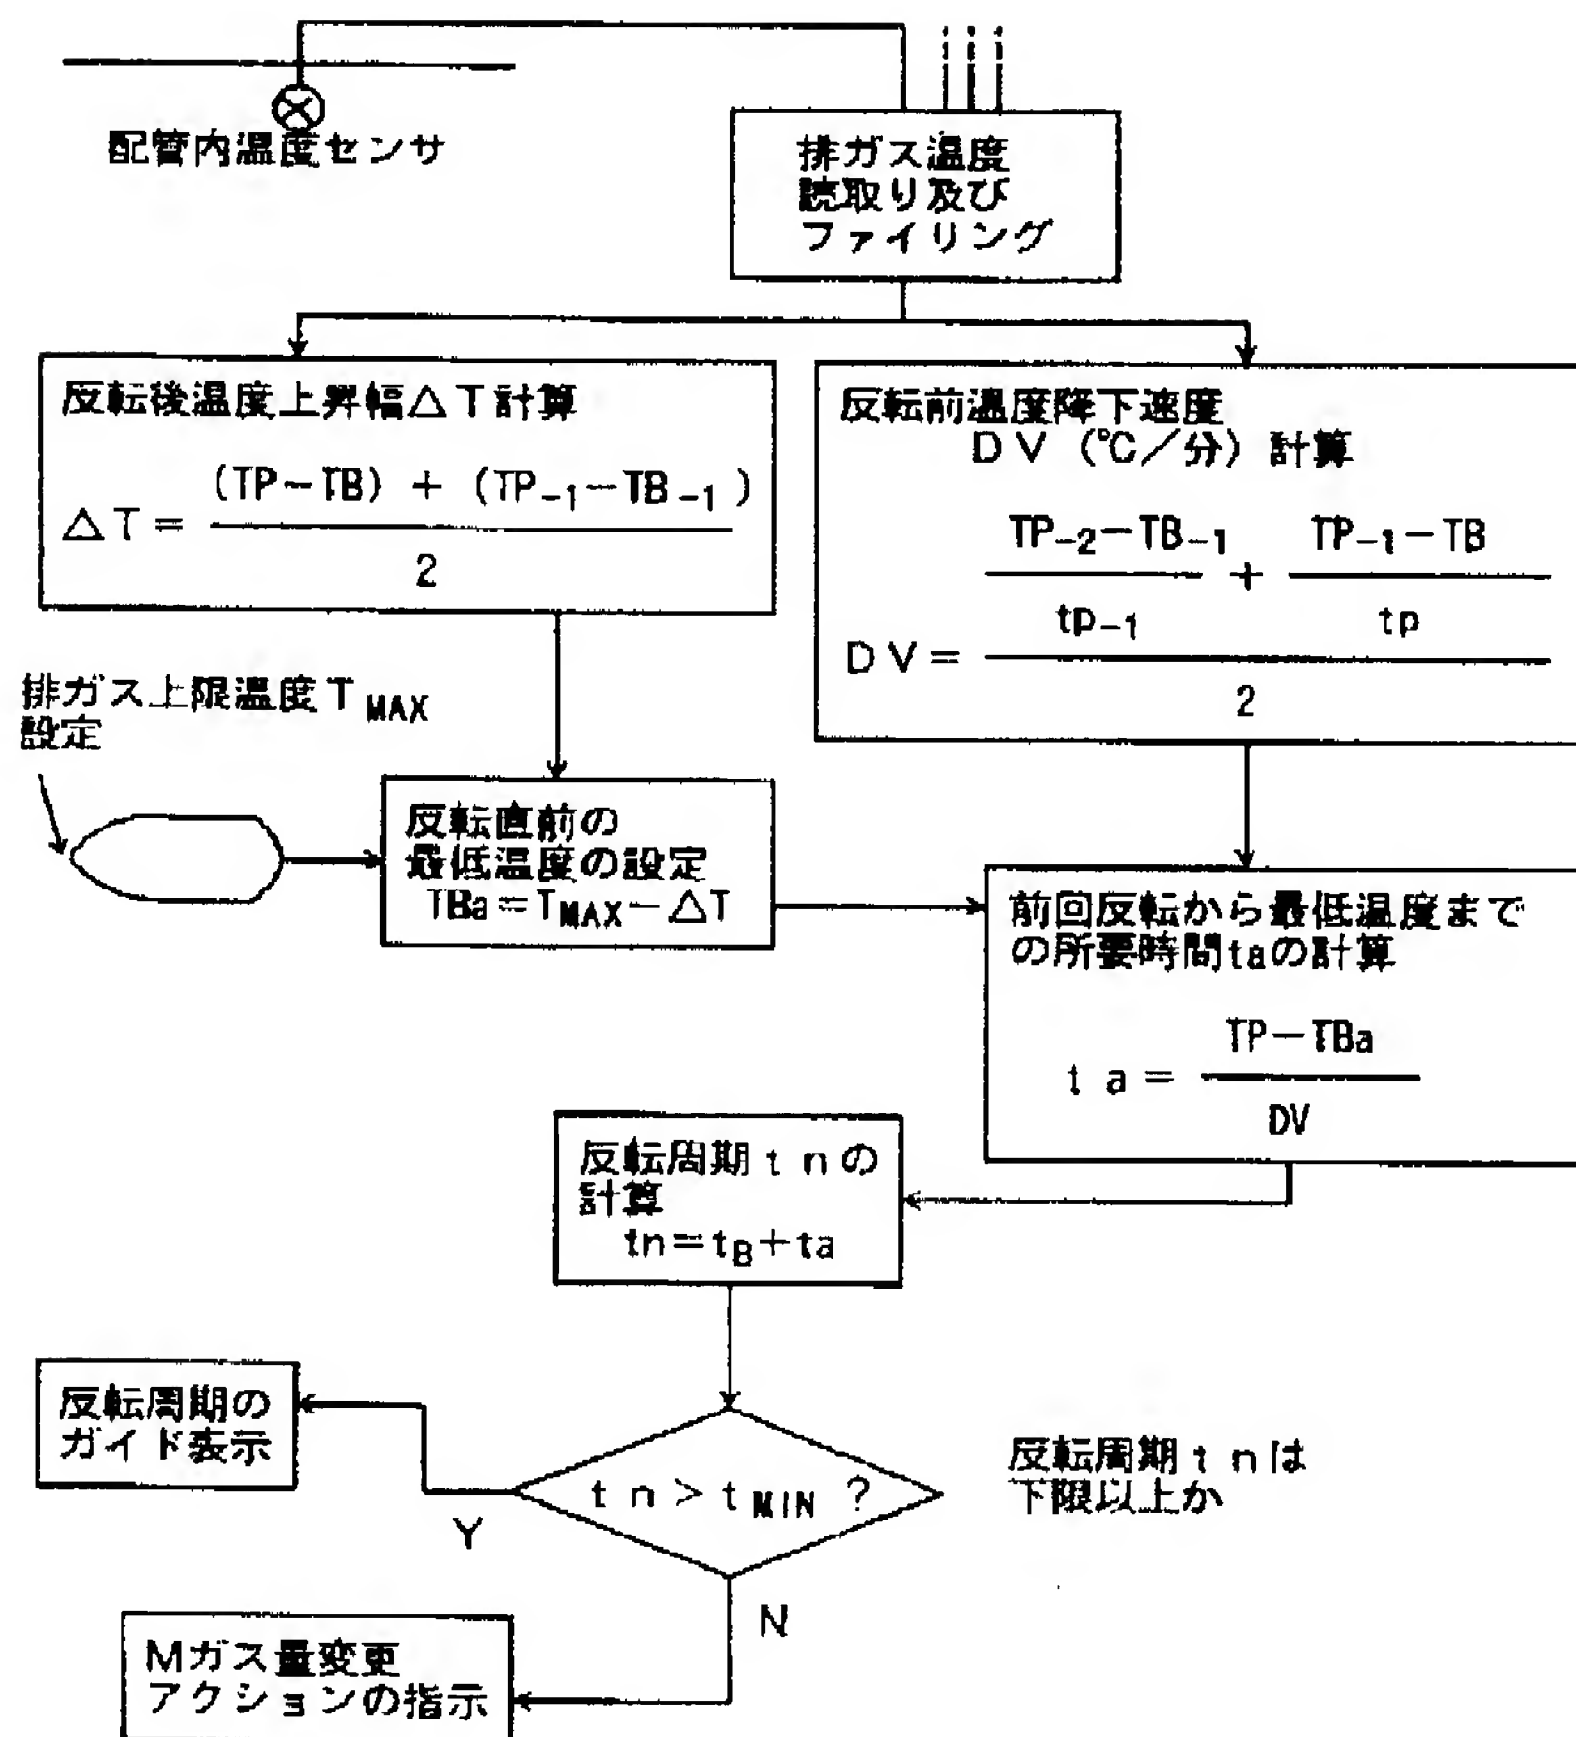 配管内温度センサ
排ガス温度
読取り及び
ファイリング
反転後温度上昇幅△T計算
△T＝ (TP−TB) + (TP−1−TB−1)
2
反転前温度降下速度
DV (℃／分) 計算
TP−2−TB−1 + TP−1−TB
tp−1 tp
DV＝
2
排ガス上限温度TMAX
設定
反転直前の
最低温度の設定
TBa＝TMAX−△T
前回反転から最低温度まで
の所要時間taの計算
TP−TBa
ta＝
DV
反転周期tnの
計算
tn＝tB+ta
反転周期の
ガイド表示
tn>tMIN?
反転周期tnは
下限以上か
Y
N
Mガス量変更
アクションの指示